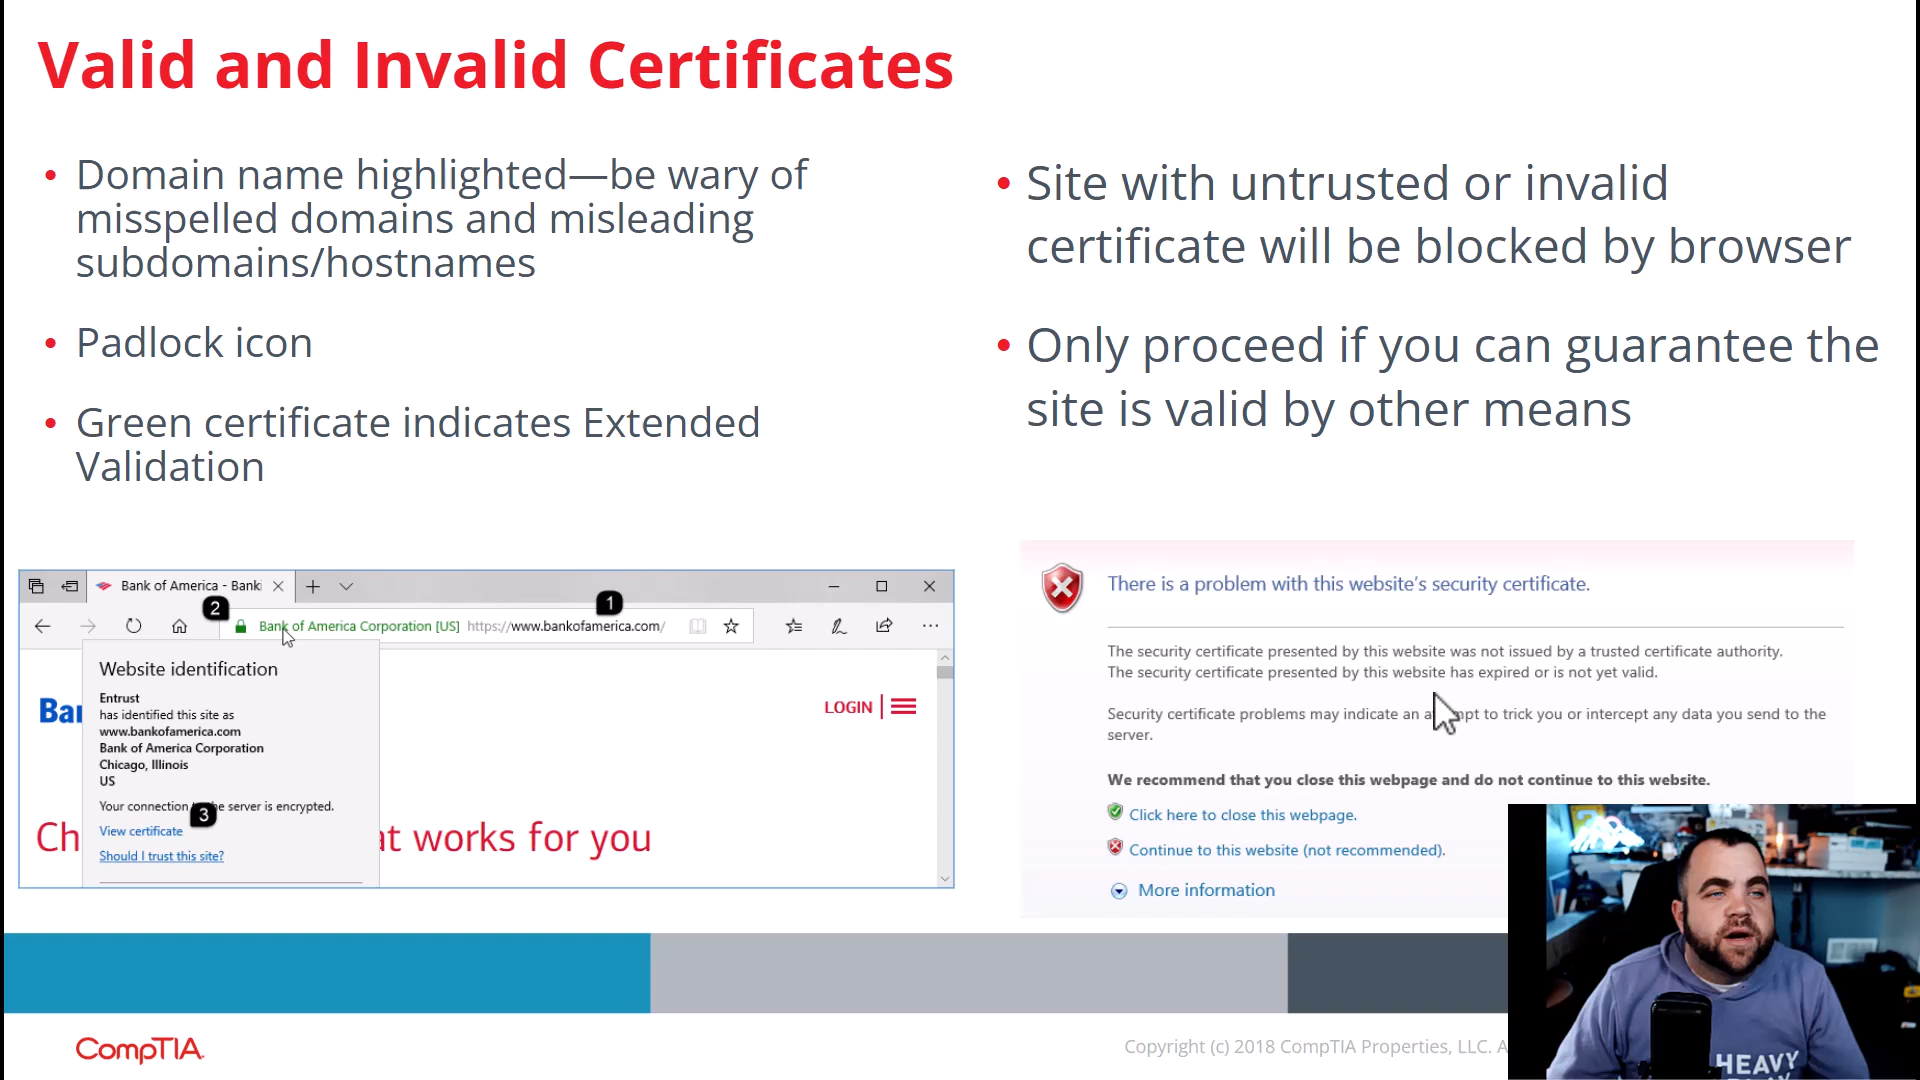 Valid and Invalid Certificates
• Domain name highlighted—be wary of
misspelled domains and misleading
subdomains/hostnames
• Padlock icon
• Green certificate indicates Extended
Validation
• Site with untrusted or invalid
certificate will be blocked by browser
• Only proceed if you can guarantee the
site is valid by other means
Bank of America - Banki
2
1
Bank of America Corporation [US] https://www.bankofamerica.com/
Website identification
Entrust
has identified this site as
www.bankofamerica.com
Bank of America Corporation
Chicago, Illinois
US
Your connection the server is encrypted.
3
View certificate
Should I trust this site?
Ban
LOGIN
Ch at works for you
There is a problem with this website's security certificate.
The security certificate presented by this website was not issued by a trusted certificate authority.
The security certificate presented by this website has expired or is not yet valid.
Security certificate problems may indicate an attempt to trick you or intercept any data you send to the
server.
We recommend that you close this webpage and do not continue to this website.
Click here to close this webpage.
Continue to this website (not recommended).
More information
CompTIA.
Copyright (c) 2018 CompTIA Properties, LLC. A
HEAVY